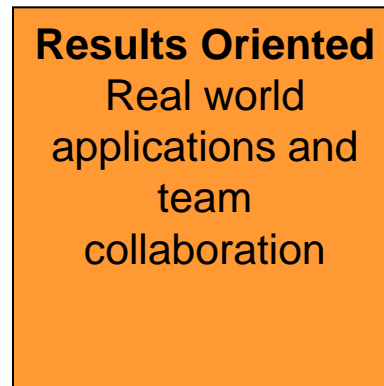 Results Oriented
Real world
applications and
team
collaboration